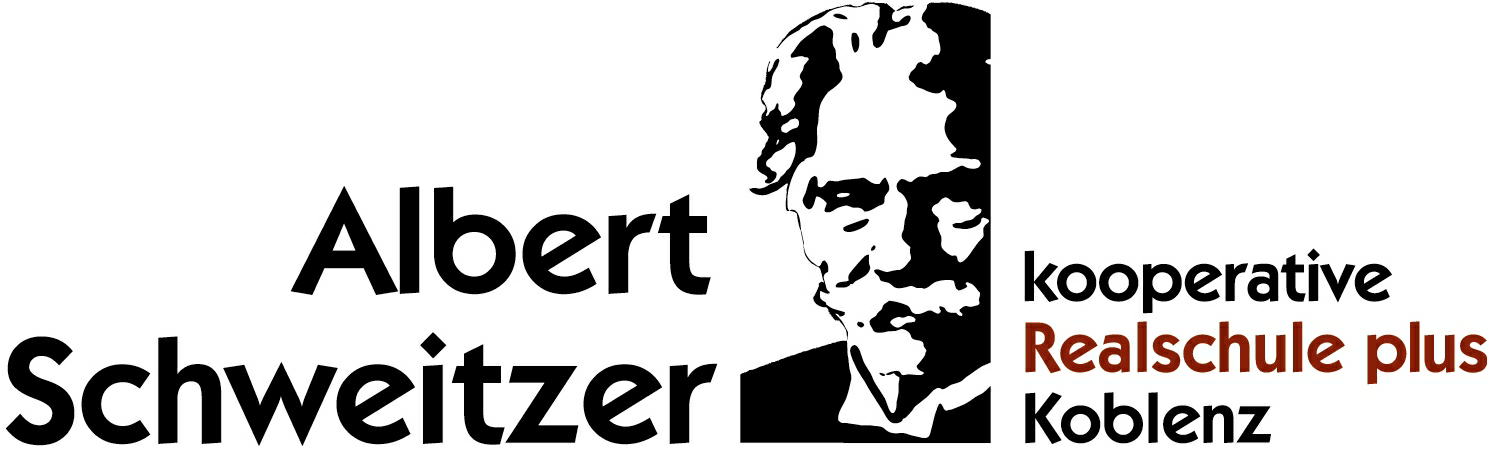 Albert
Schweitzer
kooperative
Realschule plus
Koblenz